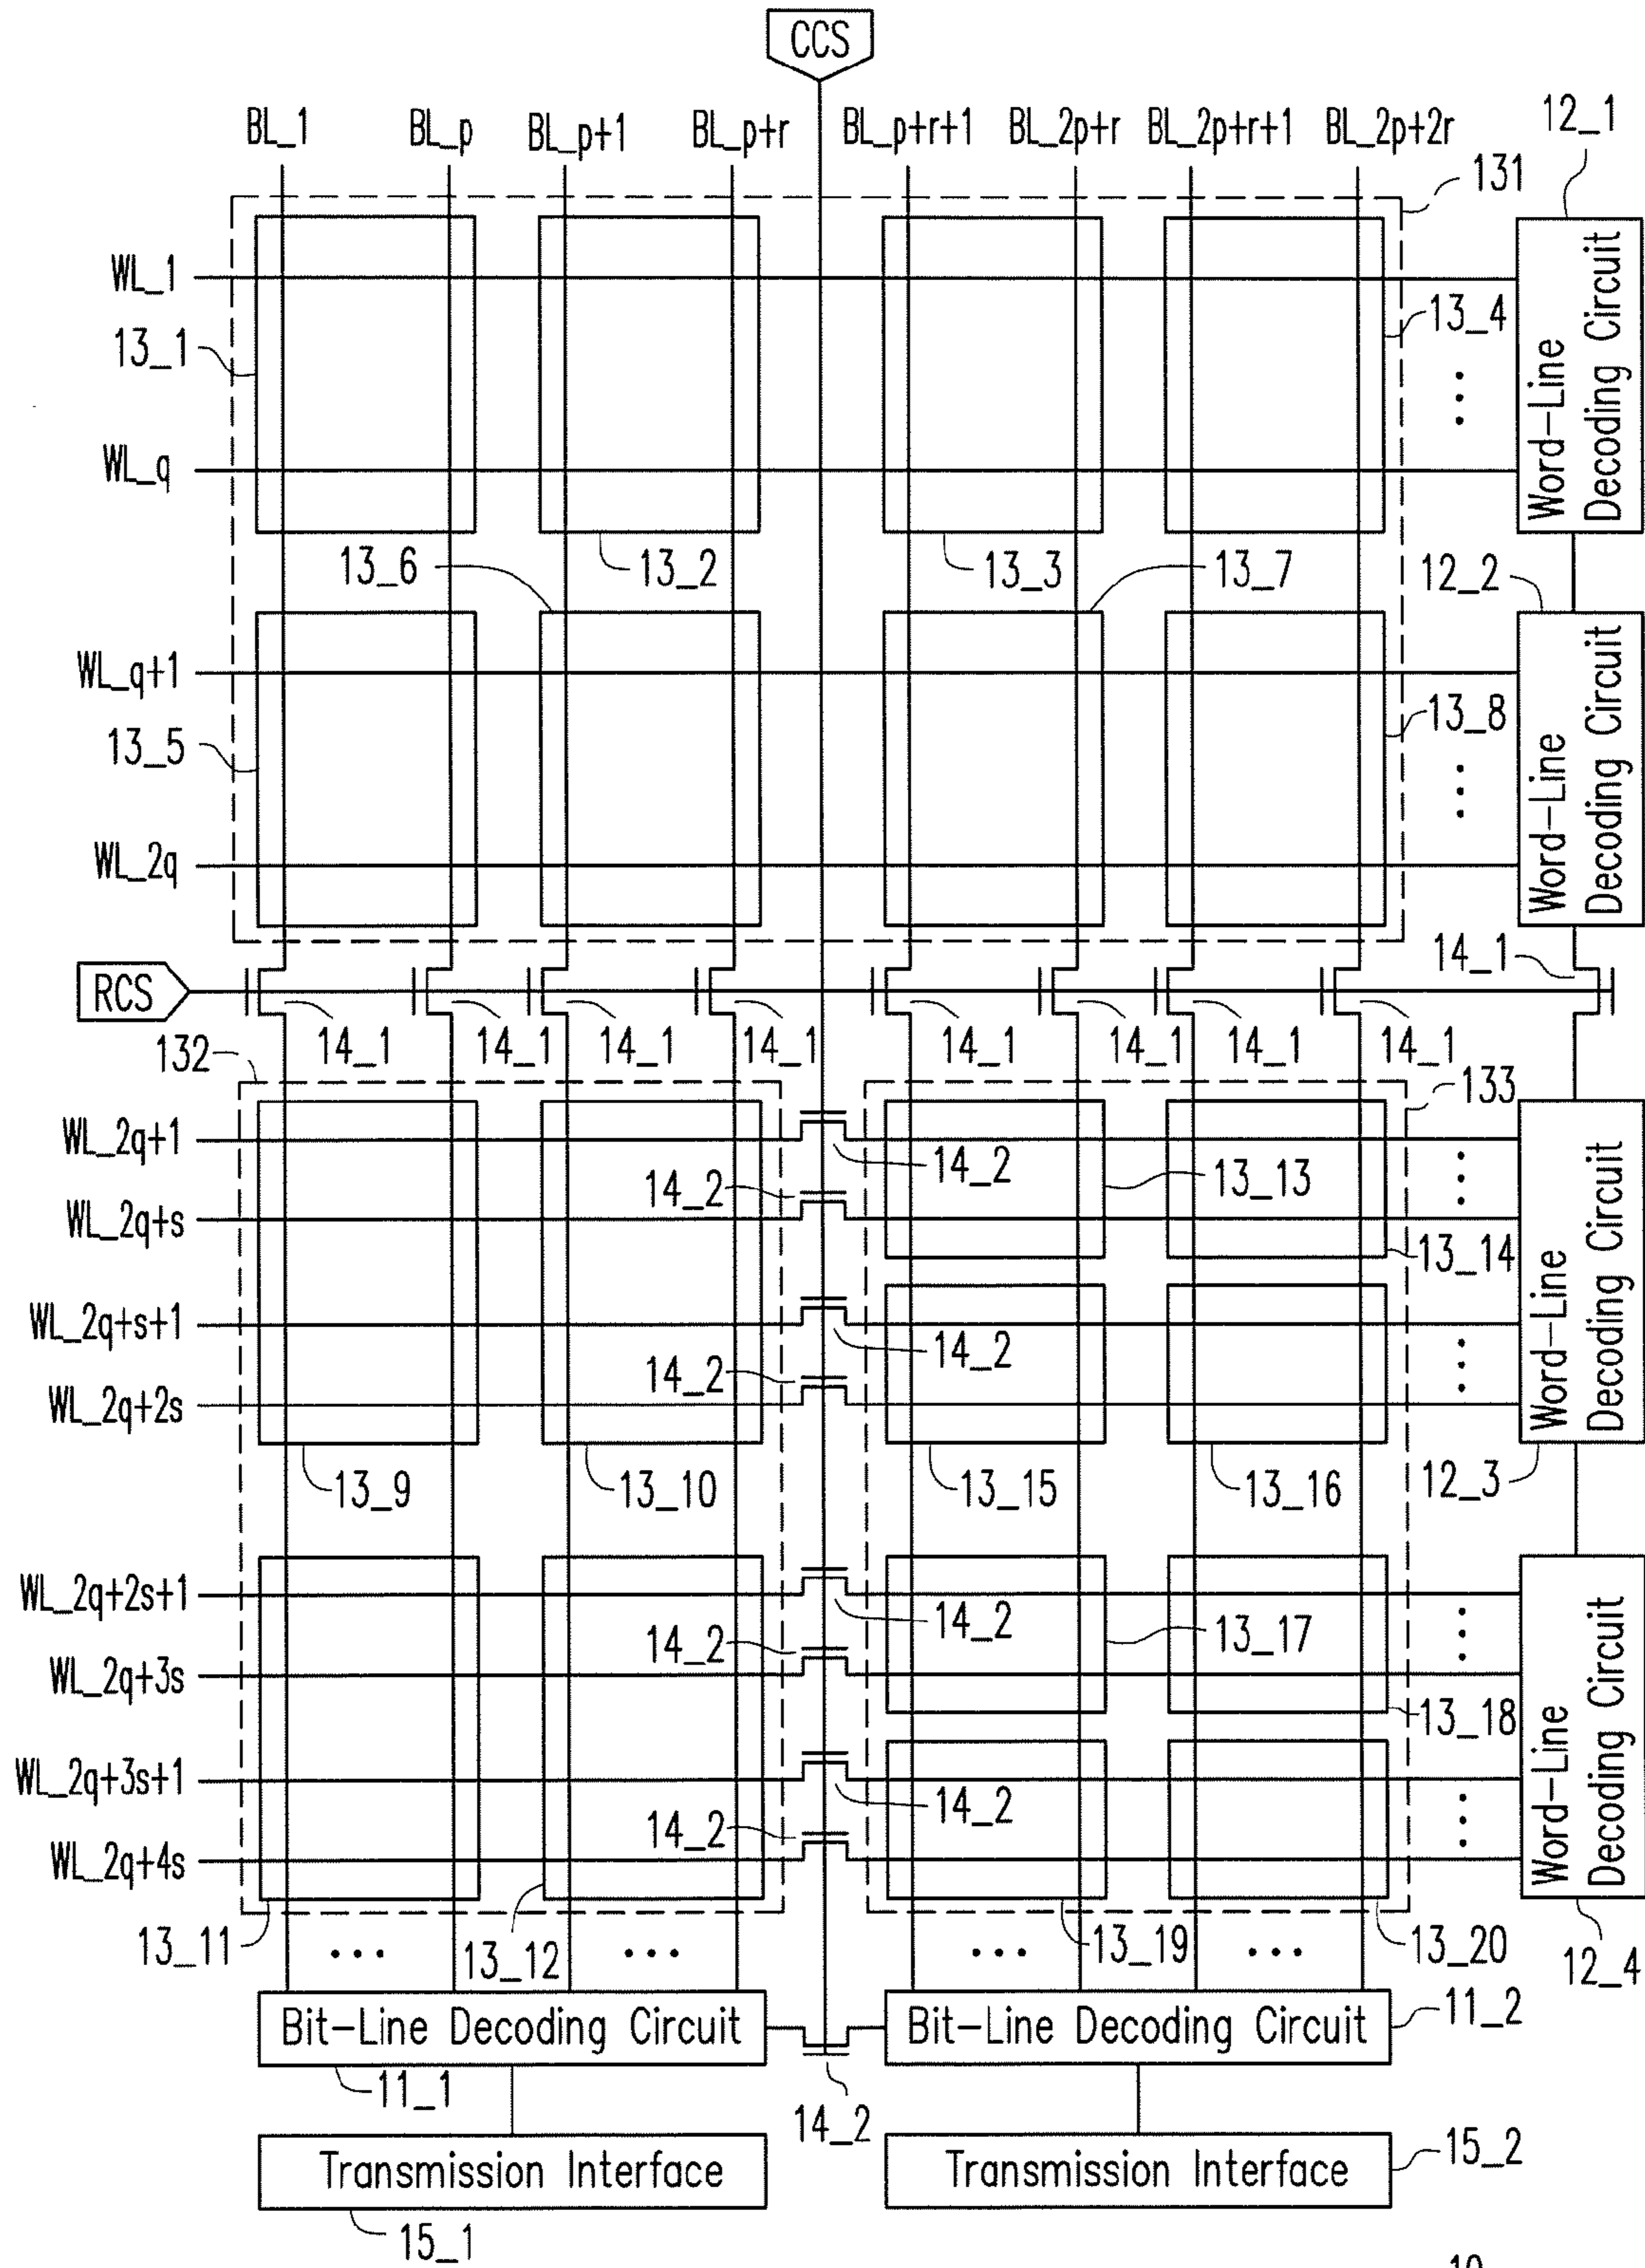 CCS
BL_1 BL_p BL_p+1 BL_p+r BL_p+r+1 BL_2p+r BL_2p+r+1 BL_2p+2r 12_1
131
WL_1
13_1 13_4
Word-Line Decoding Circuit
WL_q
13_6 13_2 13_3 13_7 12_2
WL_q+1
13_5 13_8
Word-Line Decoding Circuit
WL_2q
14_1
RCS
132 14_1 14_1 14_1 14_1 14_1 14_1 14_1 14_1
133
WL_2q+1
14_2
14_2 13_13
WL_2q+s
13_14
Word-Line Decoding Circuit
WL_2q+s+1
14_2
14_2
WL_2q+2s
13_9 13_10 13_15 13_16 12_3
WL_2q+2s+1
14_2
14_2 13_17
WL_2q+3s
13_18
Word-Line Decoding Circuit
WL_2q+3s+1
14_2
14_2
WL_2q+4s
13_11 ... 13_12 ... ... 13_19 ... 13_20 12_4
Bit-Line Decoding Circuit Bit-Line Decoding Circuit 11_2
11_1
14_2
Transmission Interface Transmission Interface 15_2
15_1